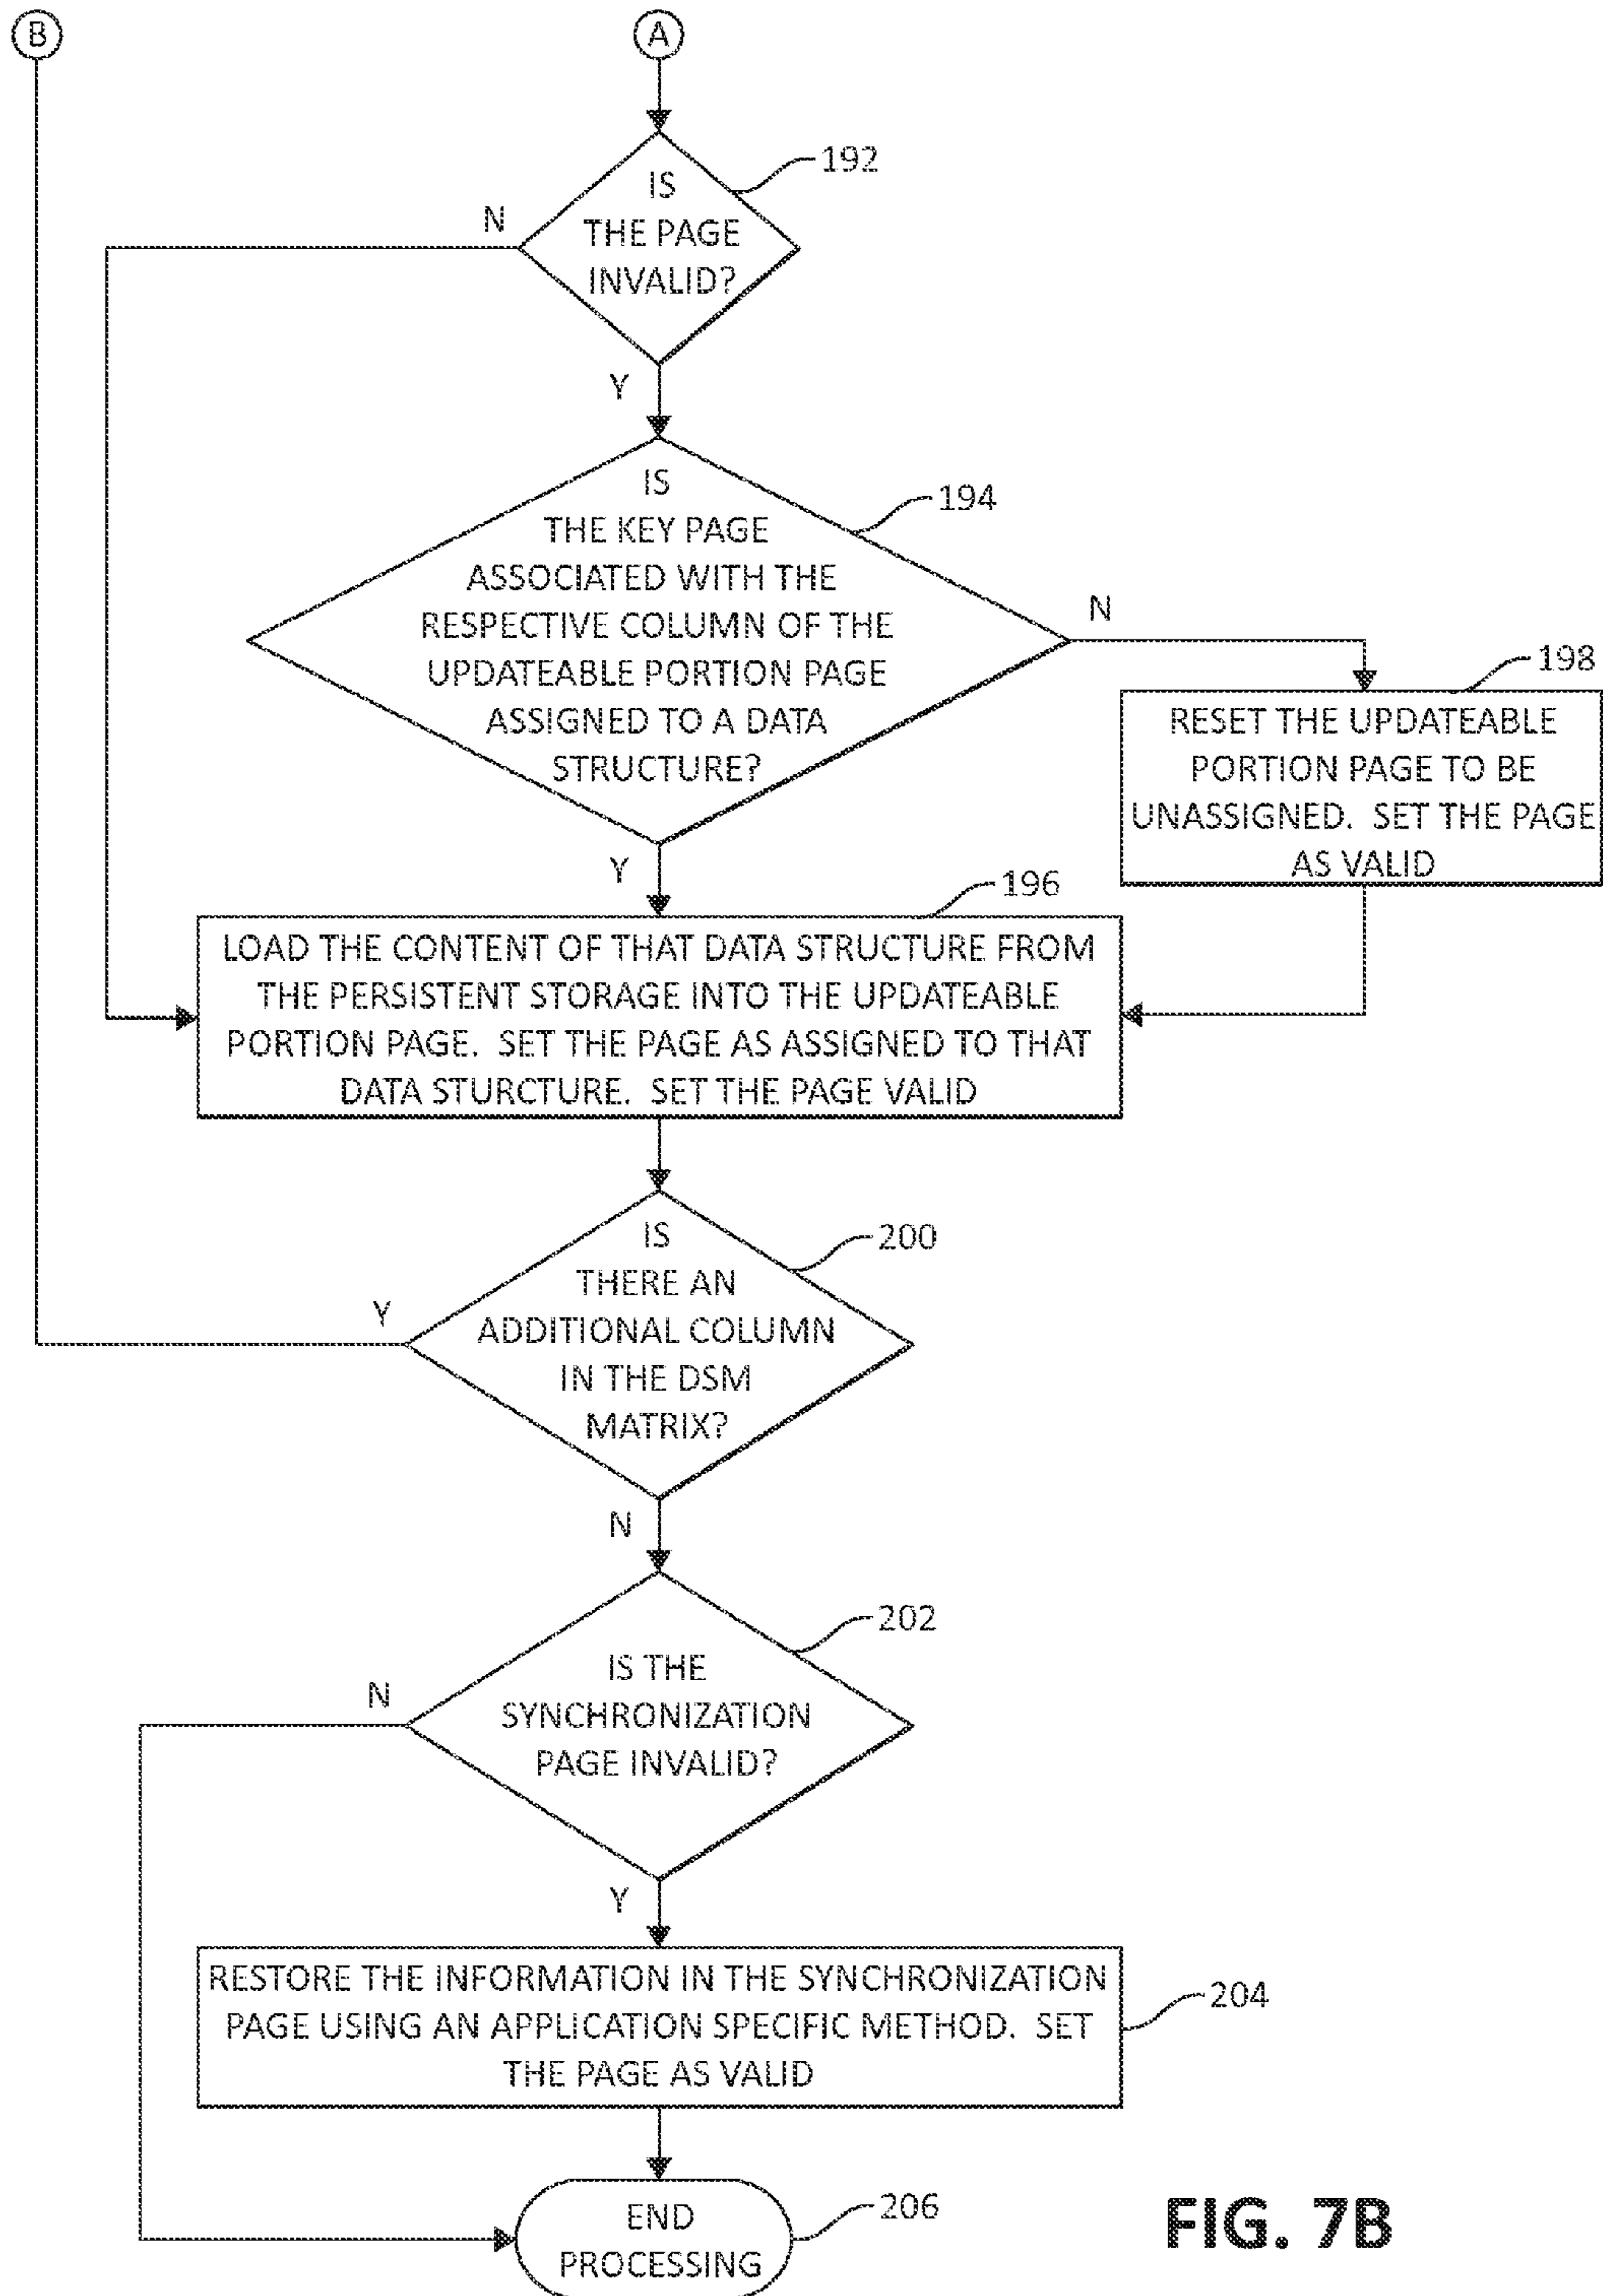 B
A
192
IS
THE PAGE
INVALID?
N
Y
194
IS
THE KEY PAGE
ASSOCIATED WITH THE
RESPECTIVE COLUMN OF THE
UPDATEABLE PORTION PAGE
ASSIGNED TO A DATA
STRUCTURE?
N
Y
198
RESET THE UPDATEABLE
PORTION PAGE TO BE
UNASSIGNED. SET THE PAGE
AS VALID
196
LOAD THE CONTENT OF THAT DATA STRUCTURE FROM
THE PERSISTENT STORAGE INTO THE UPDATEABLE
PORTION PAGE. SET THE PAGE AS ASSIGNED TO THAT
DATA STURCTURE. SET THE PAGE VALID
200
IS
THERE AN
ADDITIONAL COLUMN
IN THE DSM
MATRIX?
Y
N
202
IS THE
SYNCHRONIZATION
PAGE INVALID?
N
Y
RESTORE THE INFORMATION IN THE SYNCHRONIZATION
PAGE USING AN APPLICATION SPECIFIC METHOD. SET
THE PAGE AS VALID
204
END
PROCESSING
206
FIG. 7B